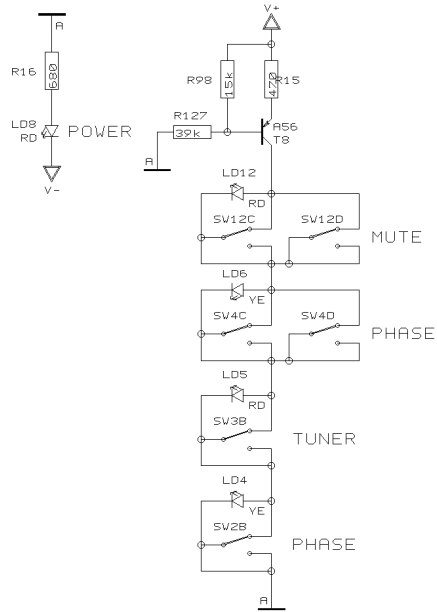 A
V+
R16
680
R98
15k
470
R15
LD8
RD
POWER
R127
39k
A56
T8
V-
A
LD12
RD
SW12C
SW12D
MUTE
LD6
YE
SW4C
SW4D
PHASE
LD5
RD
SW3B
TUNER
LD4
YE
SW2B
PHASE
A